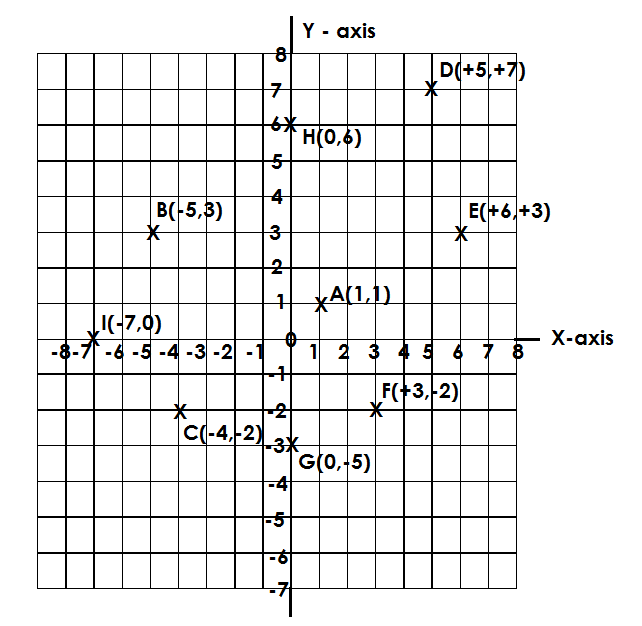 Y - axis
8
D(+5,+7)
7
6 X
H(0,6)
5
4
B(-5,3)
E(+6,+3)
X 3 X
2
A(1,1)
1 X
I(-7,0)
X 0 X-axis
-8 -7 -6 -5 -4 -3 -2 -1 1 2 3 4 5 6 7 8
-1
F(+3,-2)
X -2 X
C(-4,-2)
-3 X
G(0,-5)
-4
-5
-6
-7